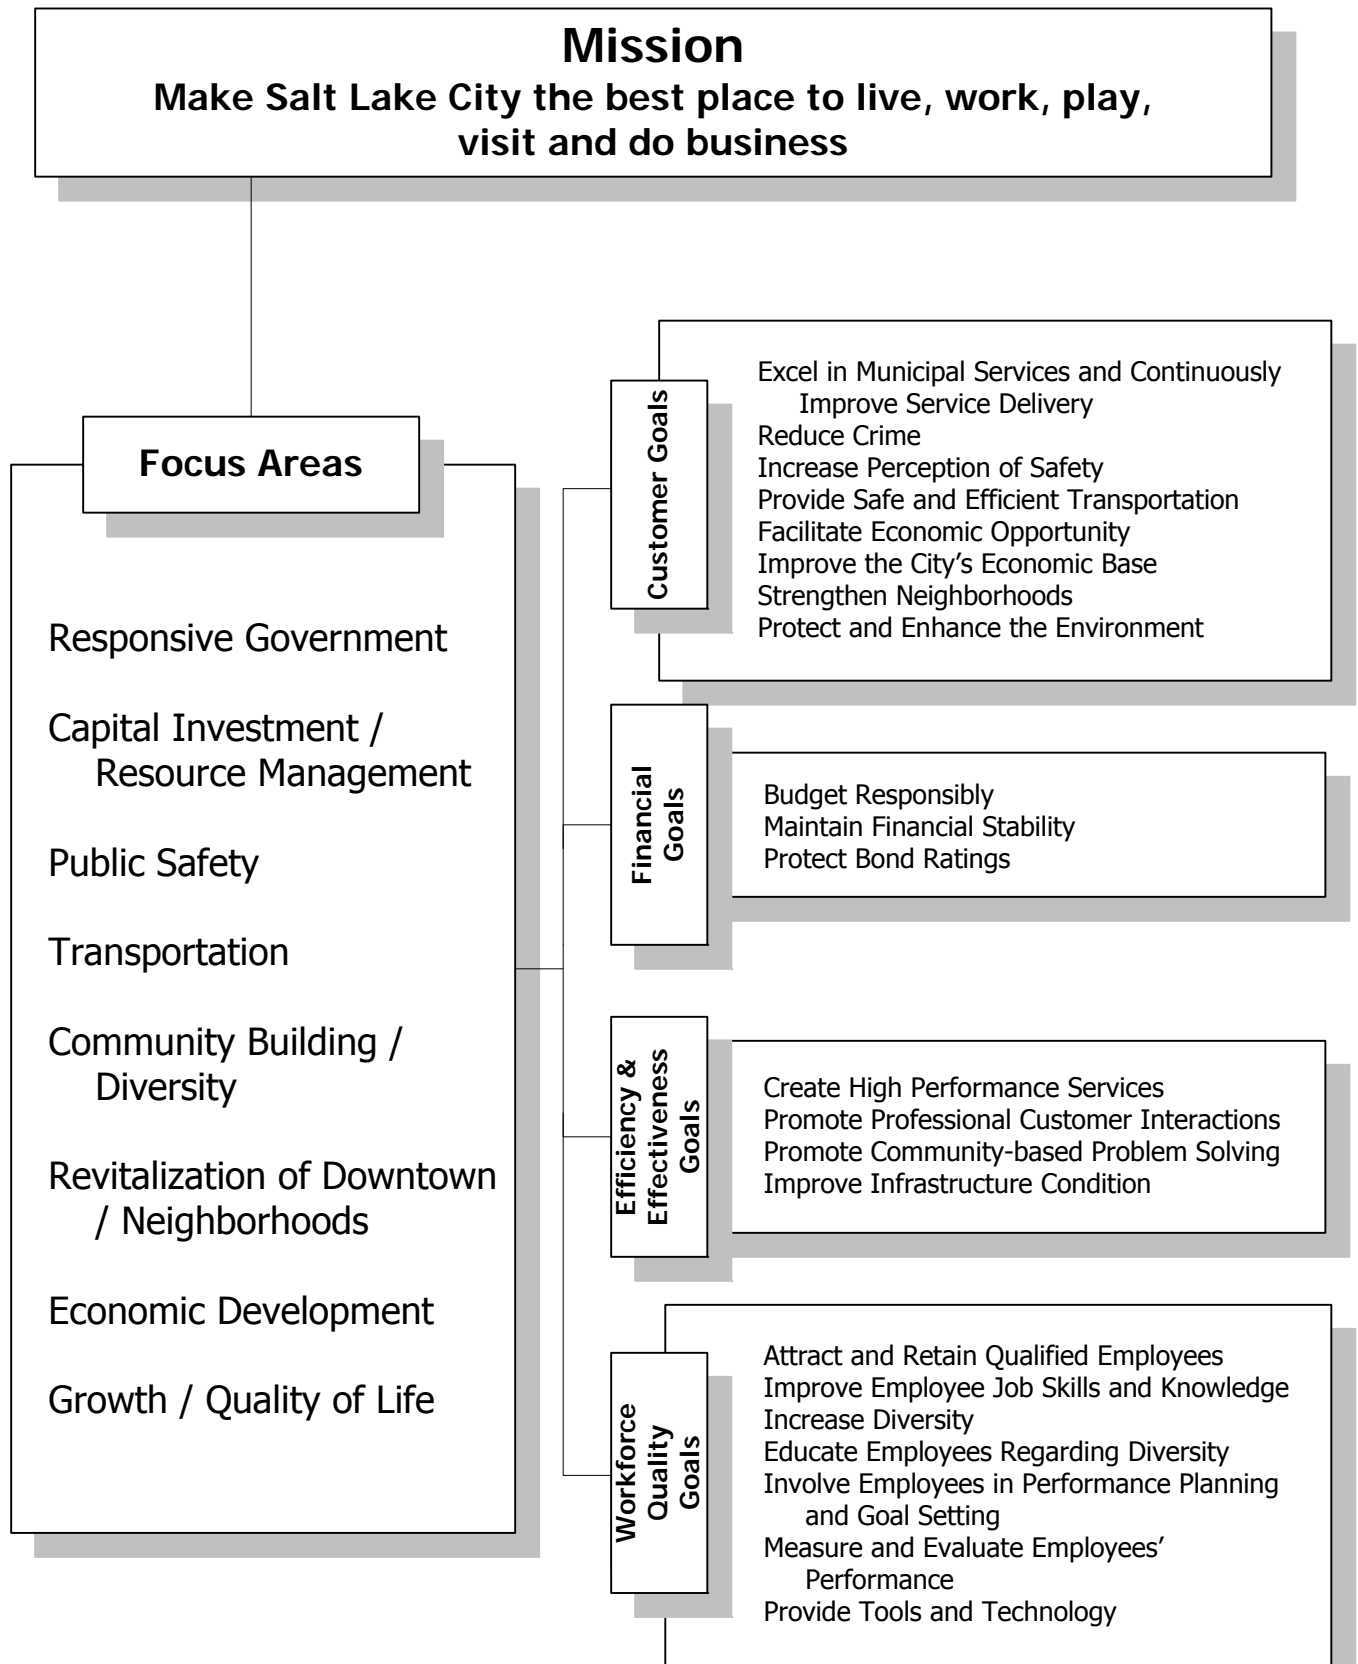 Mission
Make Salt Lake City the best place to live, work, play,
visit and do business
Focus Areas
Responsive Government
Capital Investment /
Resource Management
Public Safety
Transportation
Community Building /
Diversity
Revitalization of Downtown
/ Neighborhoods
Economic Development
Growth / Quality of Life
Customer Goals
Excel in Municipal Services and Continuously
Improve Service Delivery
Reduce Crime
Increase Perception of Safety
Provide Safe and Efficient Transportation
Facilitate Economic Opportunity
Improve the City’s Economic Base
Strengthen Neighborhoods
Protect and Enhance the Environment
Financial
Goals
Budget Responsibly
Maintain Financial Stability
Protect Bond Ratings
Efficiency &
Effectiveness
Goals
Create High Performance Services
Promote Professional Customer Interactions
Promote Community-based Problem Solving
Improve Infrastructure Condition
Workforce
Quality
Goals
Attract and Retain Qualified Employees
Improve Employee Job Skills and Knowledge
Increase Diversity
Educate Employees Regarding Diversity
Involve Employees in Performance Planning
and Goal Setting
Measure and Evaluate Employees’
Performance
Provide Tools and Technology